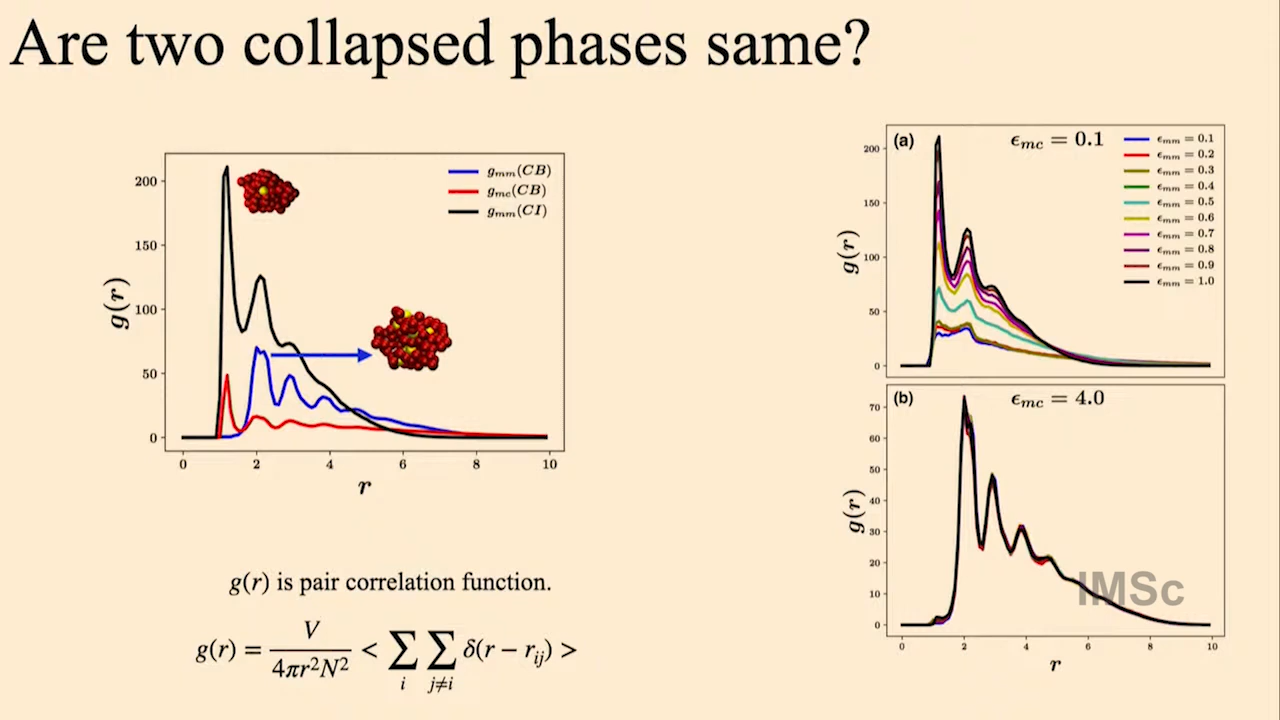 Are two collapsed phases same?
g_mm(CB)
g_mc(CB)
g_mm(CI)
200
150
100
50
0
g(r)
0 2 4 6 8 10
r
g(r) is pair correlation function.
g(r) = V / 4πr²N² < ∑_i ∑_{j≠i} δ(r − r_ij) >
(a) ϵ_mc = 0.1
ϵ_mm = 0.1
ϵ_mm = 0.2
ϵ_mm = 0.3
ϵ_mm = 0.4
ϵ_mm = 0.5
ϵ_mm = 0.6
ϵ_mm = 0.7
ϵ_mm = 0.8
ϵ_mm = 0.9
ϵ_mm = 1.0
200
150
100
50
0
g(r)
(b) ϵ_mc = 4.0
70
60
50
40
30
20
10
0
g(r)
IMSc
0 2 4 6 8 10
r